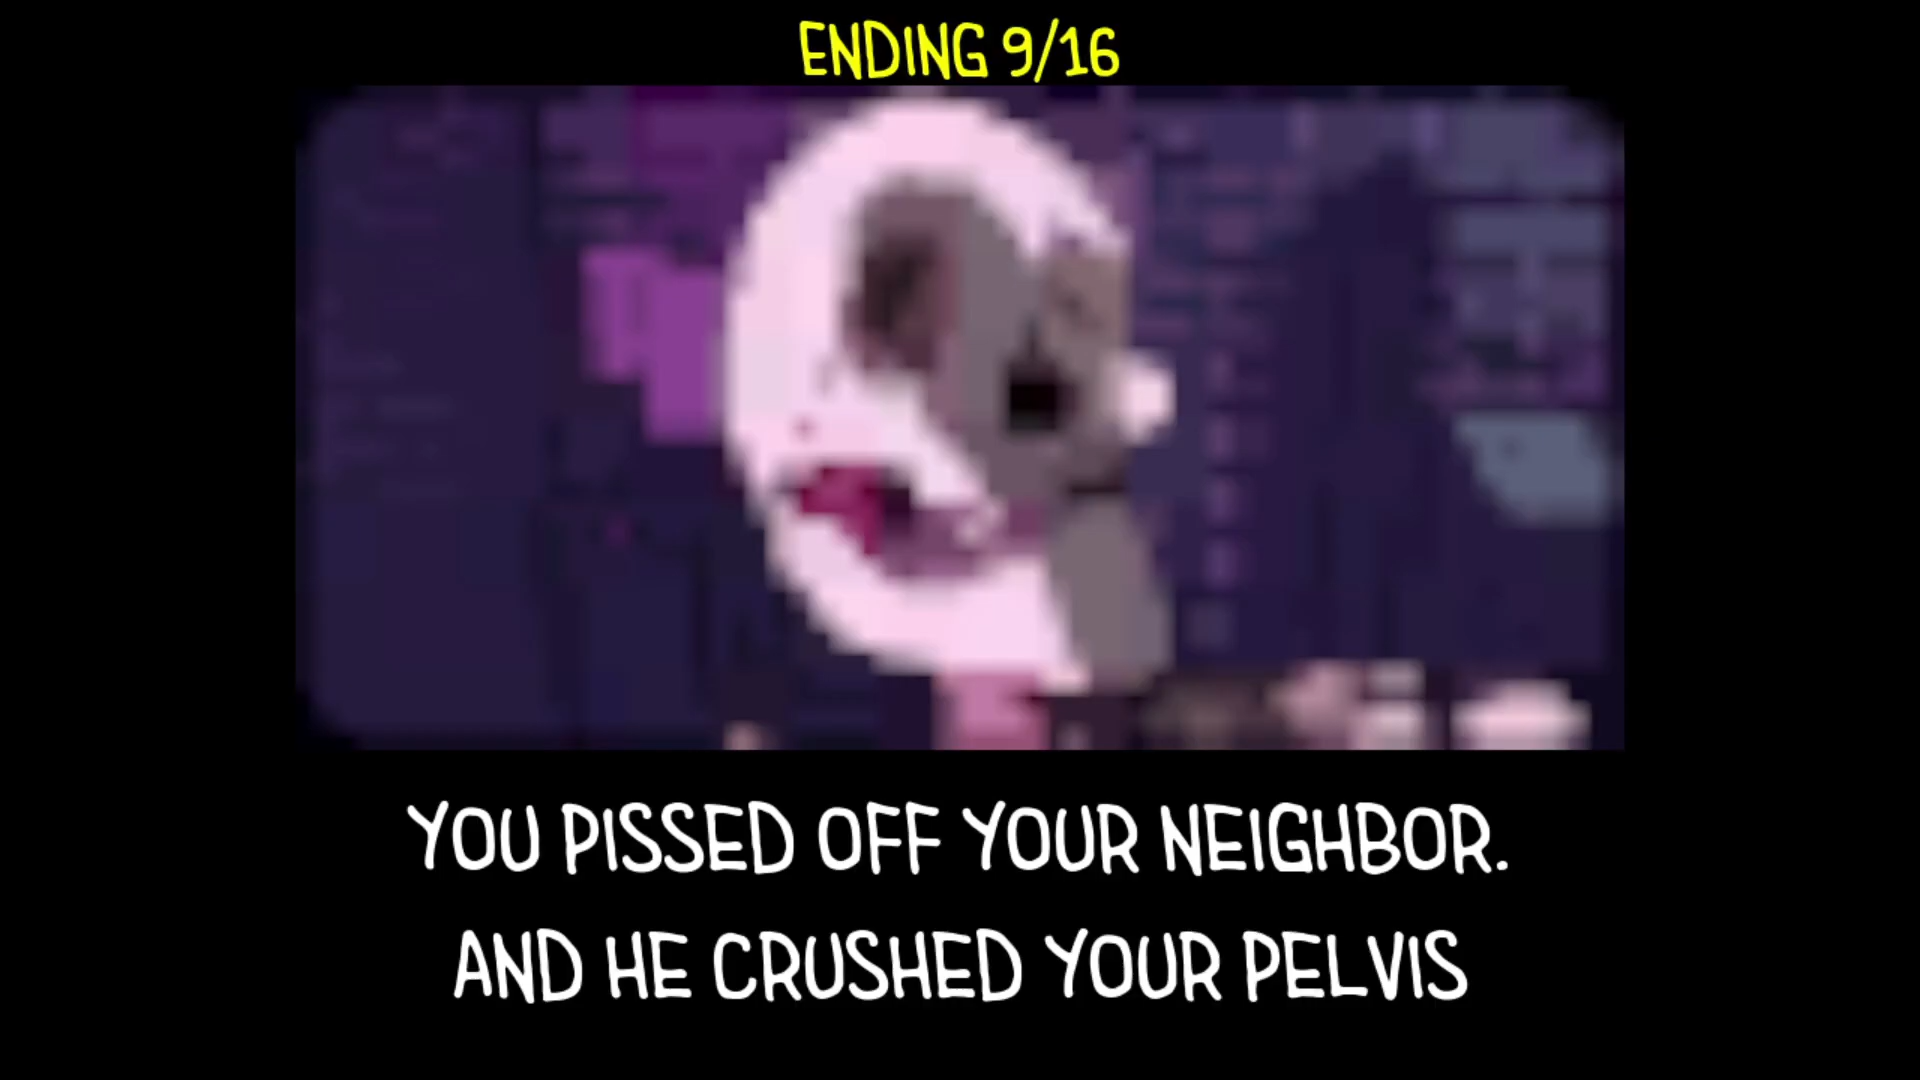 ENDING 9/16
YOU PISSED OFF YOUR NEIGHBOR.
AND HE CRUSHED YOUR PELVIS